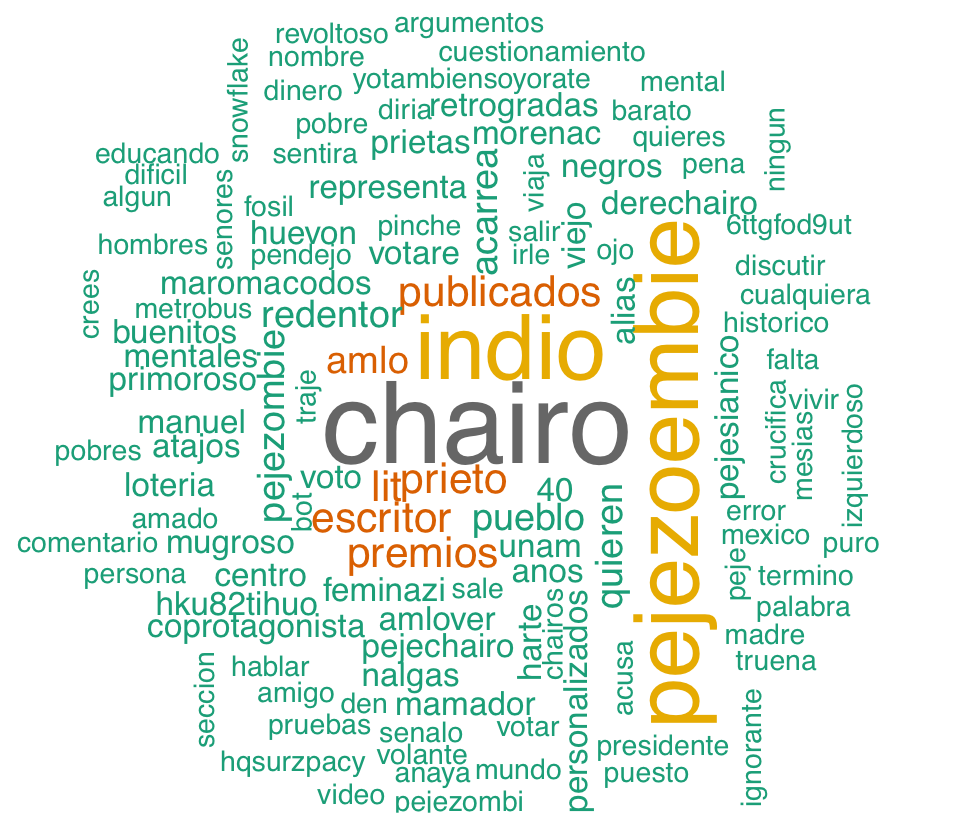 argumentos
revoltoso
nombre
cuestionamiento
snowflake
dinero
yotambiensoyorate
mental
diria
retrogradas
barato
pobre
prietas
morenac
quieres
ningun
educando
sentira
negros
pena
dificil
algun
senores
fosil
representa
acarrea
viaja
derechairo
hombres
huevon
pinche
salir
viejo
6ttgfod9ut
pendejo
votare
irle
ojo
crees
maromacodos
publicados
alias
pejezoembie
discutir
metrobus
redentor
cualquiera
buenitos
indio
historico
mentales
pejezombie
amlo
pejesianico
falta
primoroso
traje
chairo
crucifica
vivir
manuel
mesias
izquierdoso
pobres
atajos
loteria
voto
lit
prieto
40
bot
amado
escritor
pueblo
quieren
error
comentario
mugroso
premios
unam
mexico
puro
persona
centro
anos
peje
termino
feminazi
sale
hku82tihuo
palabra
coprotagonista
amlover
harte
chairos
personalizados
madre
pejechairo
truena
seccion
hablar
nalgas
acusa
amigo
den
mamador
ignorante
pruebas
senalo
votar
presidente
hqsurzpacy
volante
anaya
mundo
puesto
video
pejezombi